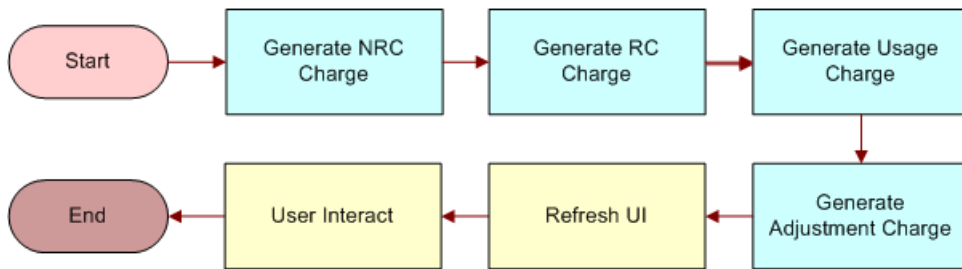 Start
Generate NRC
Charge
Generate RC
Charge
Generate Usage
Charge
Generate
Adjustment Charge
Refresh UI
User Interact
End